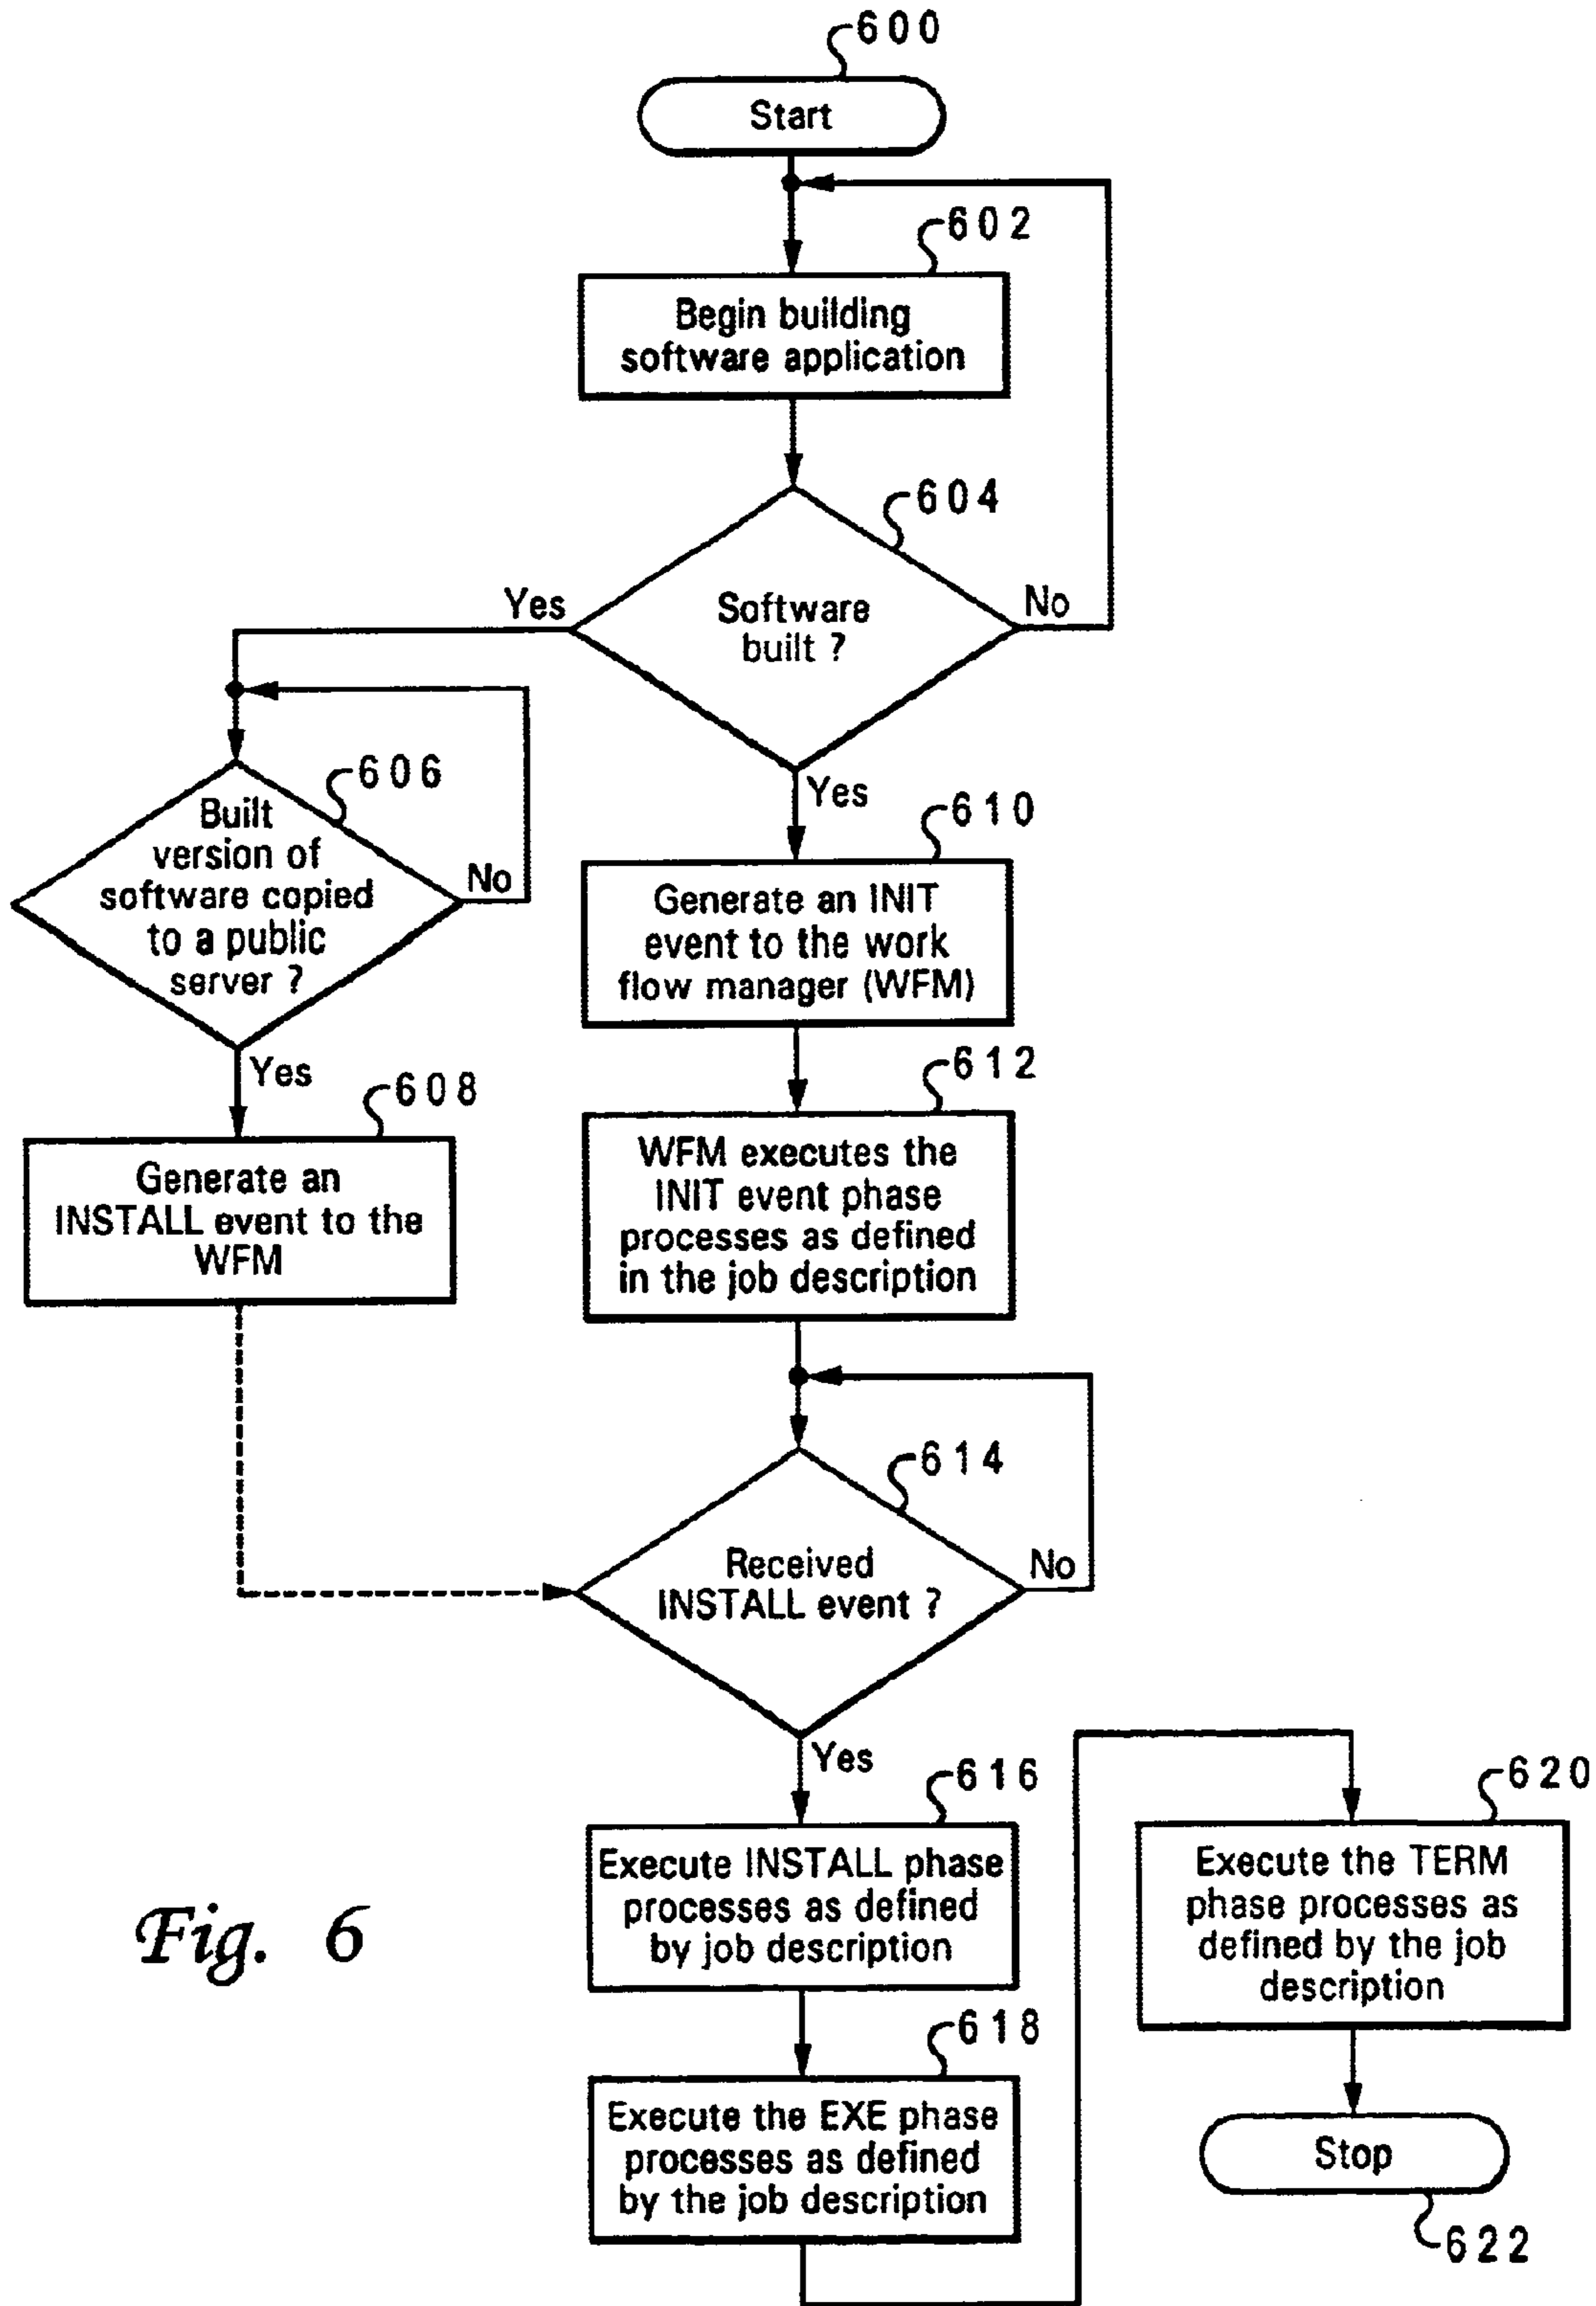 600
Start
602
Begin building
software application
604
Software
built ?
Yes
No
606
Built
version of
software copied
to a public
server ?
No
Yes
608
Generate an
INSTALL event to the
WFM
Yes
610
Generate an INIT
event to the work
flow manager (WFM)
612
WFM executes the
INIT event phase
processes as defined
in the job description
614
Received
INSTALL event ?
No
Yes
616
Execute INSTALL phase
processes as defined
by job description
618
Execute the EXE phase
processes as defined
by the job description
620
Execute the TERM
phase processes as
defined by the job
description
Stop
622
Fig. 6